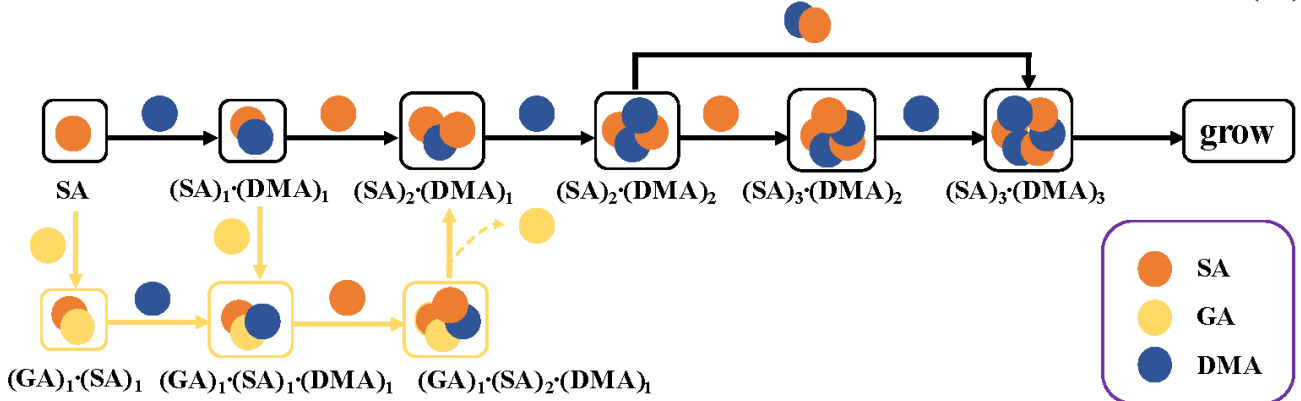 grow
SA
(SA)₁·(DMA)₁
(SA)₂·(DMA)₁
(SA)₂·(DMA)₂
(SA)₃·(DMA)₂
(SA)₃·(DMA)₃
(GA)₁·(SA)₁
(GA)₁·(SA)₁·(DMA)₁
(GA)₁·(SA)₂·(DMA)₁
SA
GA
DMA